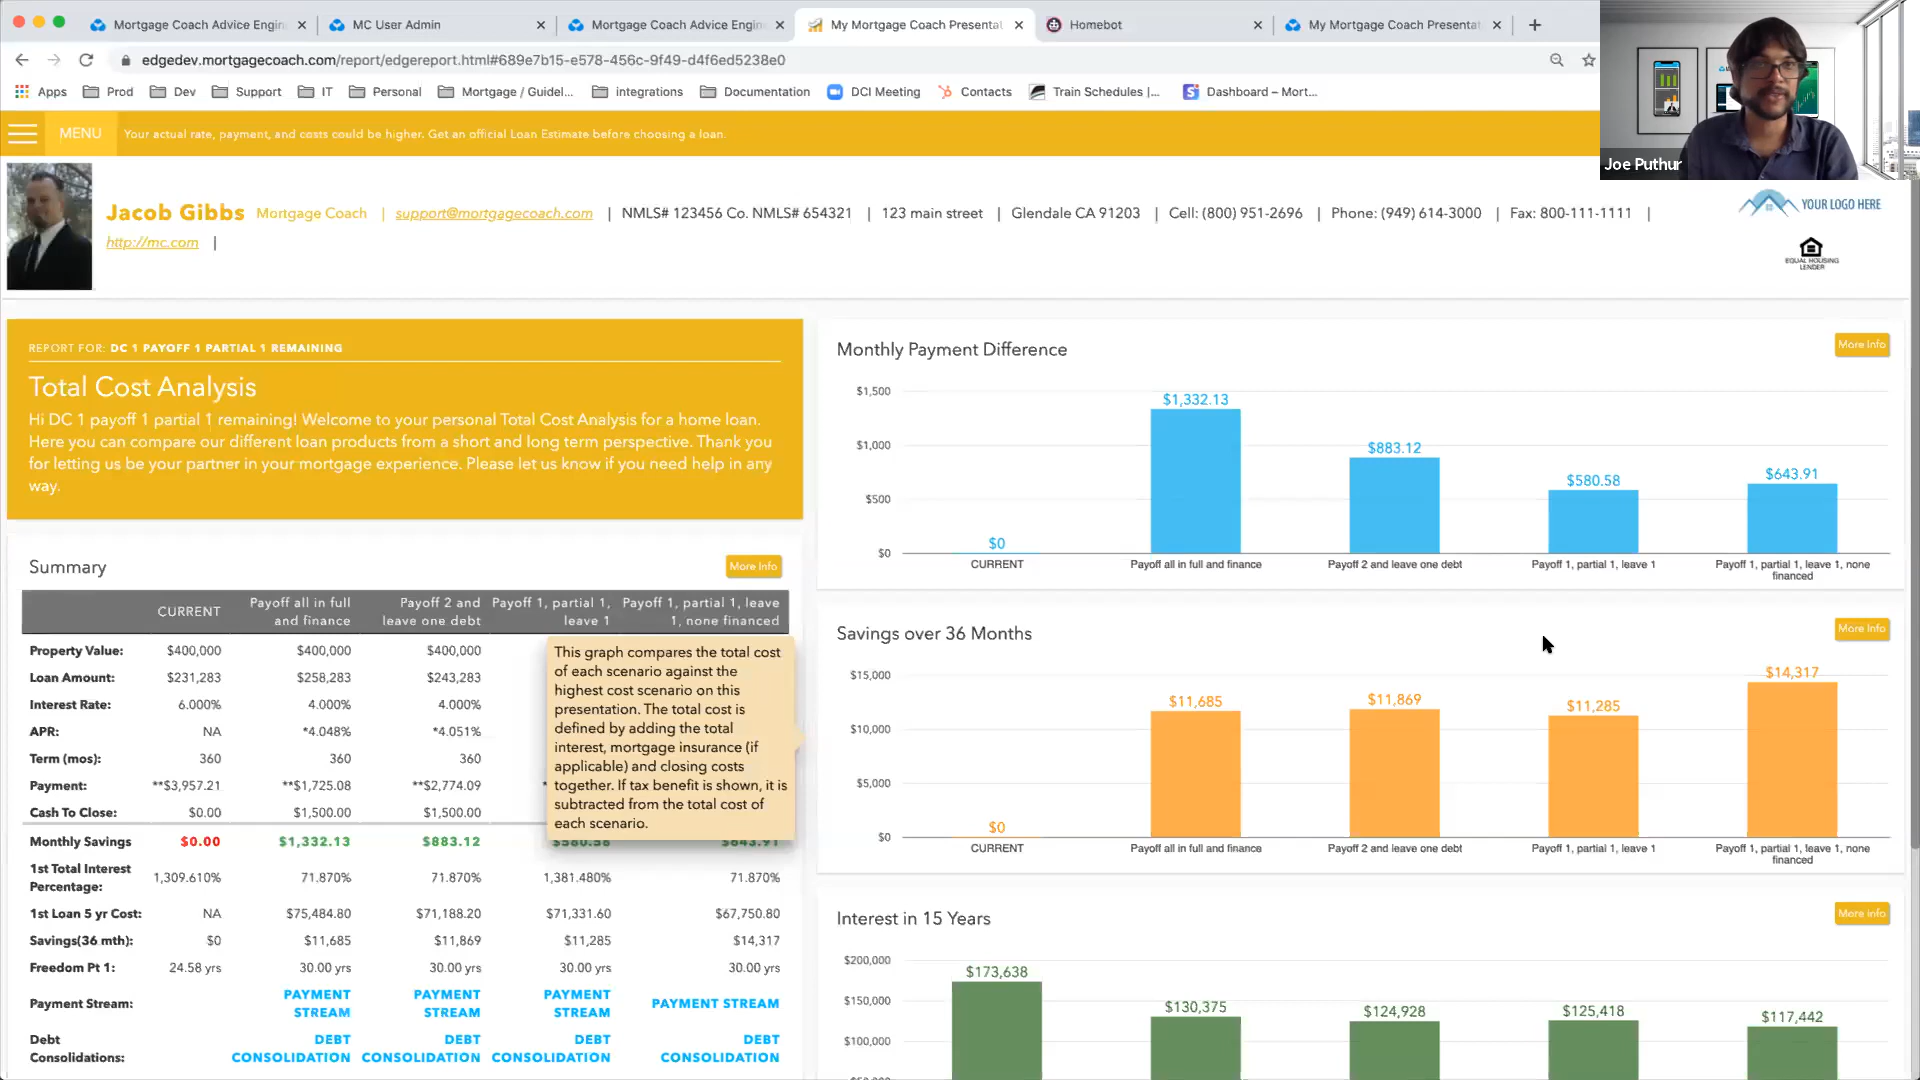 Mortgage Coach Advice Engin
MC User Admin
Mortgage Coach Advice Engin
My Mortgage Coach Presentat
Homebot
My Mortgage Coach Presentat
edgedev.mortgagecoach.com/report/edgereport.html#689e7b15-e578-456c-9f49-d4f6ed5238e0
Apps
Prod
Dev
Support
IT
Personal
Mortgage / Guidel...
integrations
Documentation
DCI Meeting
Contacts
Train Schedules |...
Dashboard – Mort...
Joe Puthur
MENU
Your actual rate, payment, and costs could be higher. Get an official Loan Estimate before choosing a loan.
Jacob Gibbs Mortgage Coach | support@mortgagecoach.com | NMLS# 123456 Co. NMLS# 654321 | 123 main street | Glendale CA 91203 | Cell: (800) 951-2696 | Phone: (949) 614-3000 | Fax: 800-111-1111 |
http://mc.com |
YOUR LOGO HERE
EQUAL HOUSING
LENDER
REPORT FOR: DC 1 PAYOFF 1 PARTIAL 1 REMAINING
Total Cost Analysis
Hi DC 1 payoff 1 partial 1 remaining! Welcome to your personal Total Cost Analysis for a home loan.
Here you can compare our different loan products from a short and long term perspective. Thank you
for letting us be your partner in your mortgage experience. Please let us know if you need help in any
way.
Summary
More Info
CURRENT
Payoff all in full
and finance
Payoff 2 and
leave one debt
Payoff 1, partial 1,
leave 1
Payoff 1, partial 1, leave
1, none financed
Property Value: $400,000 $400,000 $400,000
Loan Amount: $231,283 $258,283 $243,283
Interest Rate: 6.000% 4.000% 4.000%
APR: NA *4.048% *4.051%
Term (mos): 360 360 360
Payment: **$3,957.21 **$1,725.08 **$2,774.09 *
Cash To Close: $0.00 $1,500.00 $1,500.00
Monthly Savings $0.00 $1,332.13 $883.12 $580.58 $643.91
1st Total Interest
Percentage: 1,309.610% 71.870% 71.870% 1,381.480% 71.870%
1st Loan 5 yr Cost: NA $75,484.80 $71,188.20 $71,331.60 $67,750.80
Savings(36 mth): $0 $11,685 $11,869 $11,285 $14,317
Freedom Pt 1: 24.58 yrs 30.00 yrs 30.00 yrs 30.00 yrs 30.00 yrs
Payment Stream:
PAYMENT
STREAM
PAYMENT
STREAM
PAYMENT
STREAM
PAYMENT STREAM
Debt
Consolidations:
DEBT
CONSOLIDATION
DEBT
CONSOLIDATION
DEBT
CONSOLIDATION
DEBT
CONSOLIDATION
This graph compares the total cost
of each scenario against the
highest cost scenario on this
presentation. The total cost is
defined by adding the total
interest, mortgage insurance (if
applicable) and closing costs
together. If tax benefit is shown, it is
subtracted from the total cost of
each scenario.
Monthly Payment Difference
More Info
$1,500
$1,000
$500
$0
$0
$1,332.13
$883.12
$580.58
$643.91
CURRENT
Payoff all in full and finance
Payoff 2 and leave one debt
Payoff 1, partial 1, leave 1
Payoff 1, partial 1, leave 1, none
financed
Savings over 36 Months
More Info
$15,000
$10,000
$5,000
$0
$0
$11,685
$11,869
$11,285
$14,317
CURRENT
Payoff all in full and finance
Payoff 2 and leave one debt
Payoff 1, partial 1, leave 1
Payoff 1, partial 1, leave 1, none
financed
Interest in 15 Years
More Info
$200,000
$150,000
$100,000
$173,638
$130,375
$124,928
$125,418
$117,442